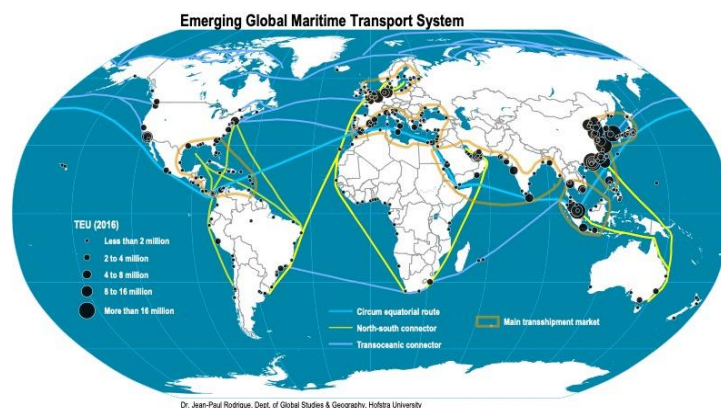 Emerging Global Maritime Transport System
TEU (2016)
Less than 2 million
2 to 4 million
4 to 8 million
8 to 16 million
More than 16 million
Circum equatorial route
North-south connector
Transoceanic connector
Main transshipment market
Dr. Jean-Paul Rodrigue, Dept. of Global Studies & Geography, Hofstra University